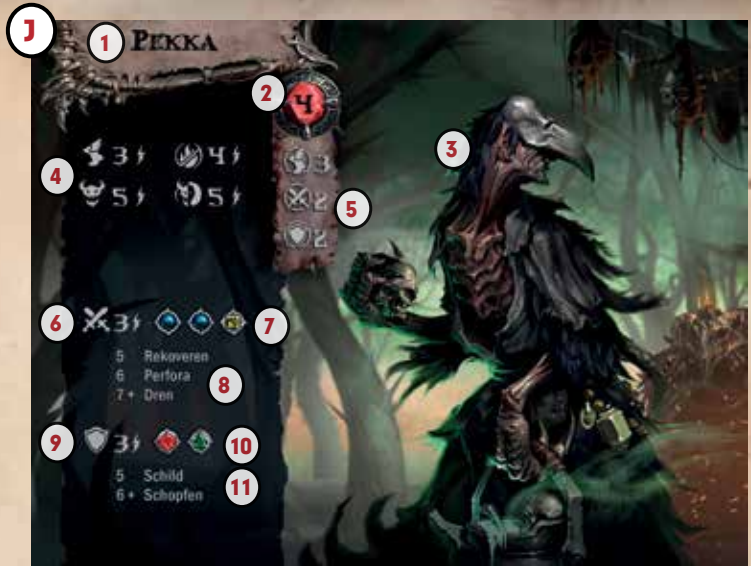 J
1 PEKKA
2 4
3
3 4
4
5 5
3
2 5
2
6 3 7
5 Rekoveren
6 Perfora 8
7+ Dren
9 3 10
5 Schild 11
6+ Schopfen